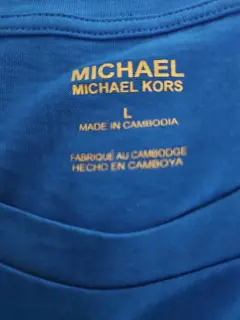 MICHAEL
MICHAEL KORS
L
MADE IN CAMBODIA
FABRIQUÉ AU CAMBODGE
HECHO EN CAMBOYA